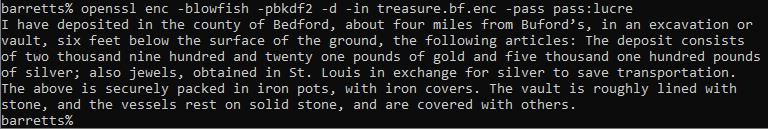 barretts% openssl enc -blowfish -pbkdf2 -d -in treasure.bf.enc -pass pass:lucre
I have deposited in the county of Bedford, about four miles from Buford’s, in an excavation or
vault, six feet below the surface of the ground, the following articles: The deposit consists
of two thousand nine hundred and twenty one pounds of gold and five thousand one hundred pounds
of silver; also jewels, obtained in St. Louis in exchange for silver to save transportation.
The above is securely packed in iron pots, with iron covers. The vault is roughly lined with
stone, and the vessels rest on solid stone, and are covered with others.
barretts%